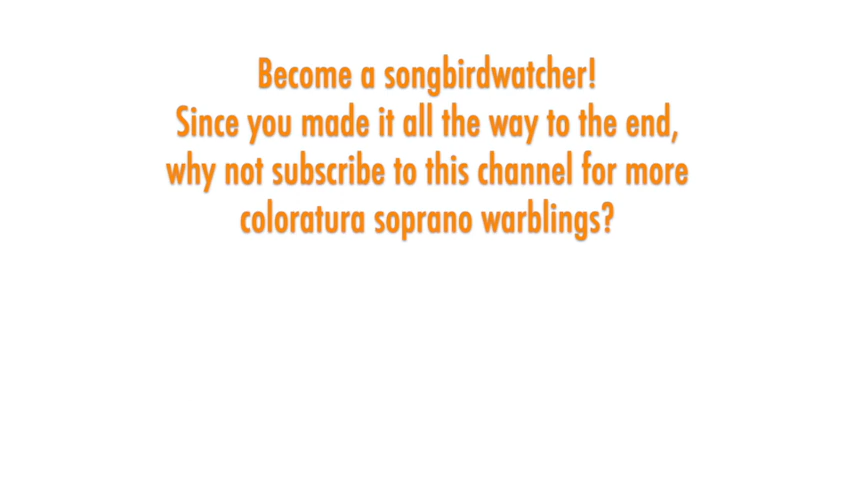 Become a songbirdwatcher!
Since you made it all the way to the end,
why not subscribe to this channel for more
coloratura soprano warblings?